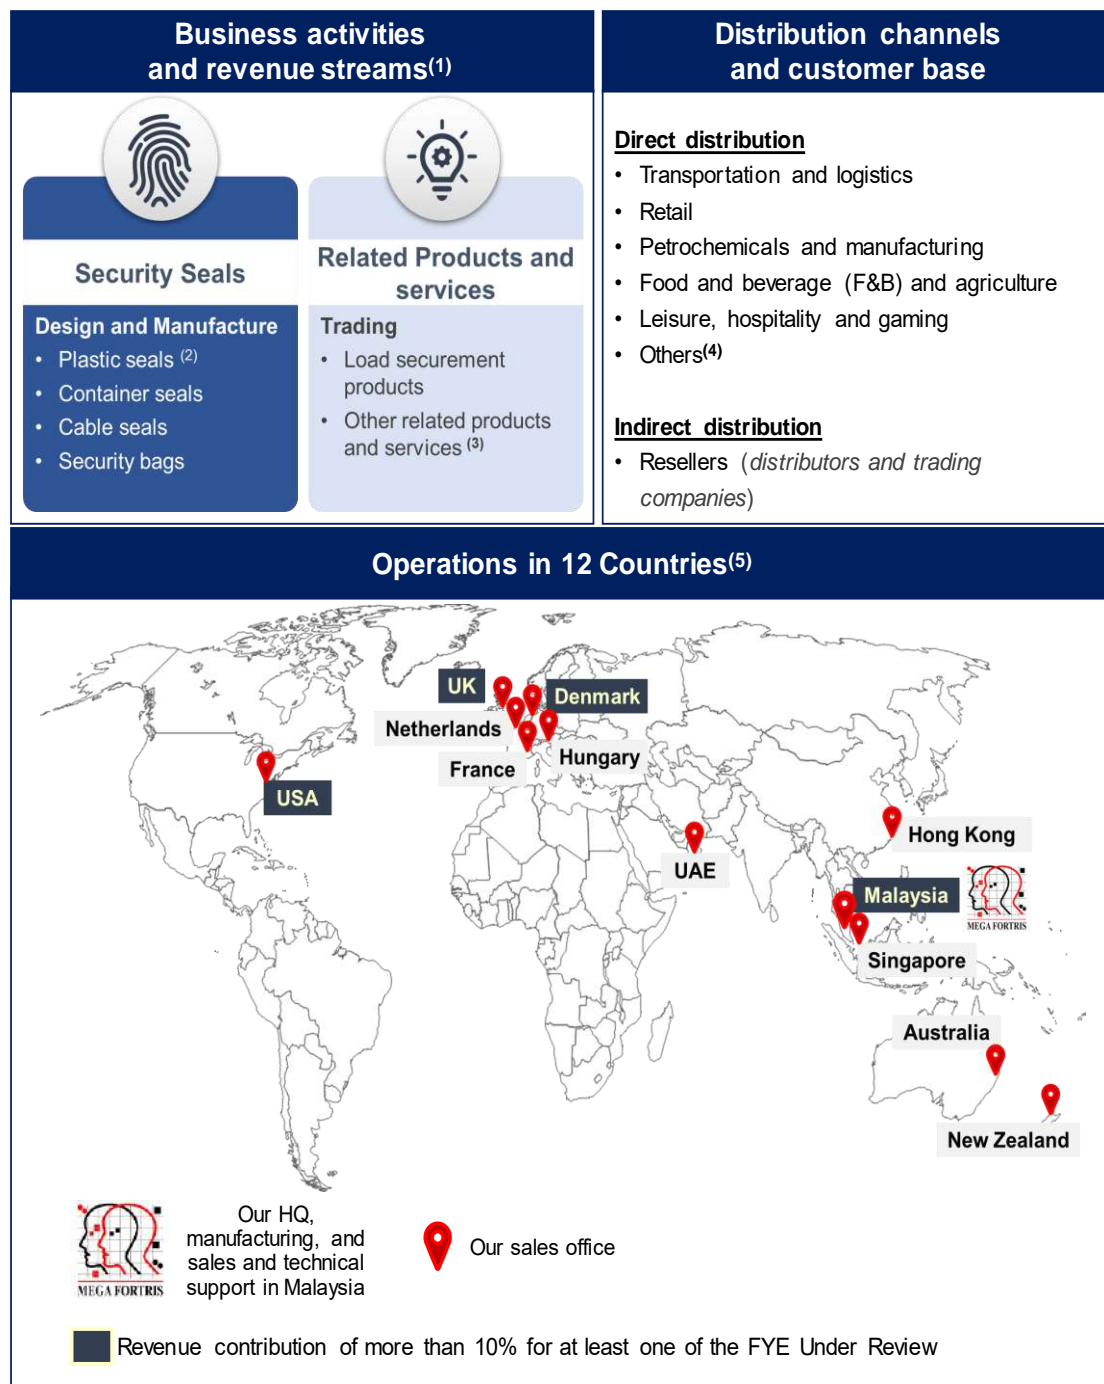 Business activities
and revenue streams(1)
Security Seals
Design and Manufacture
• Plastic seals (2)
• Container seals
• Cable seals
• Security bags
Related Products and
services
Trading
• Load securement
products
• Other related products
and services (3)
Distribution channels
and customer base
Direct distribution
• Transportation and logistics
• Retail
• Petrochemicals and manufacturing
• Food and beverage (F&B) and agriculture
• Leisure, hospitality and gaming
• Others(4)
Indirect distribution
• Resellers (distributors and trading
companies)
Operations in 12 Countries(5)
UK
Denmark
Netherlands
Hungary
France
USA
Hong Kong
UAE
Malaysia
MEGA FORTRIS
Singapore
Australia
New Zealand
MEGA FORTRIS
Our HQ,
manufacturing, and
sales and technical
support in Malaysia
Our sales office
Revenue contribution of more than 10% for at least one of the FYE Under Review